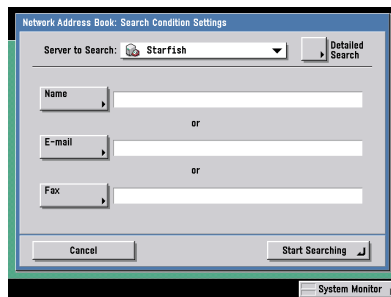 Network Address Book: Search Condition Settings
Server to Search: Starfish
Detailed Search
Name
or
E-mail
or
Fax
Cancel
Start Searching
System Monitor